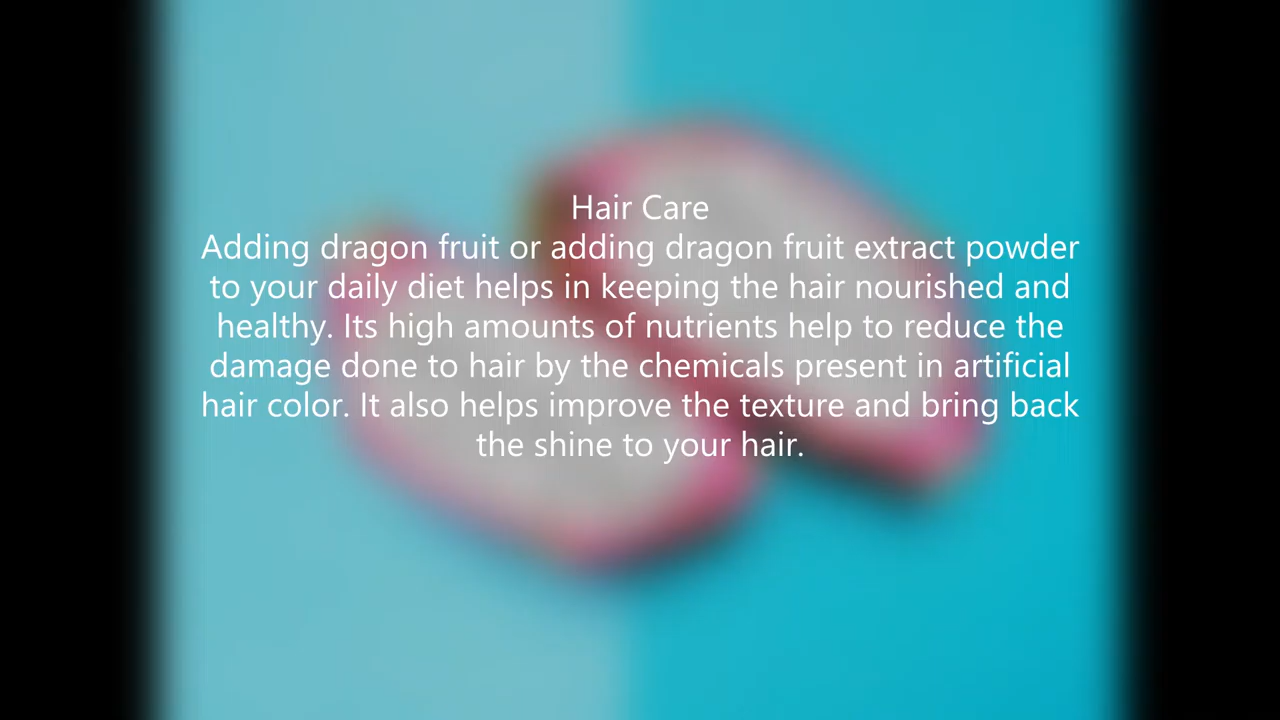 Hair Care
Adding dragon fruit or adding dragon fruit extract powder
to your daily diet helps in keeping the hair nourished and
healthy. Its high amounts of nutrients help to reduce the
damage done to hair by the chemicals present in artificial
hair color. It also helps improve the texture and bring back
the shine to your hair.